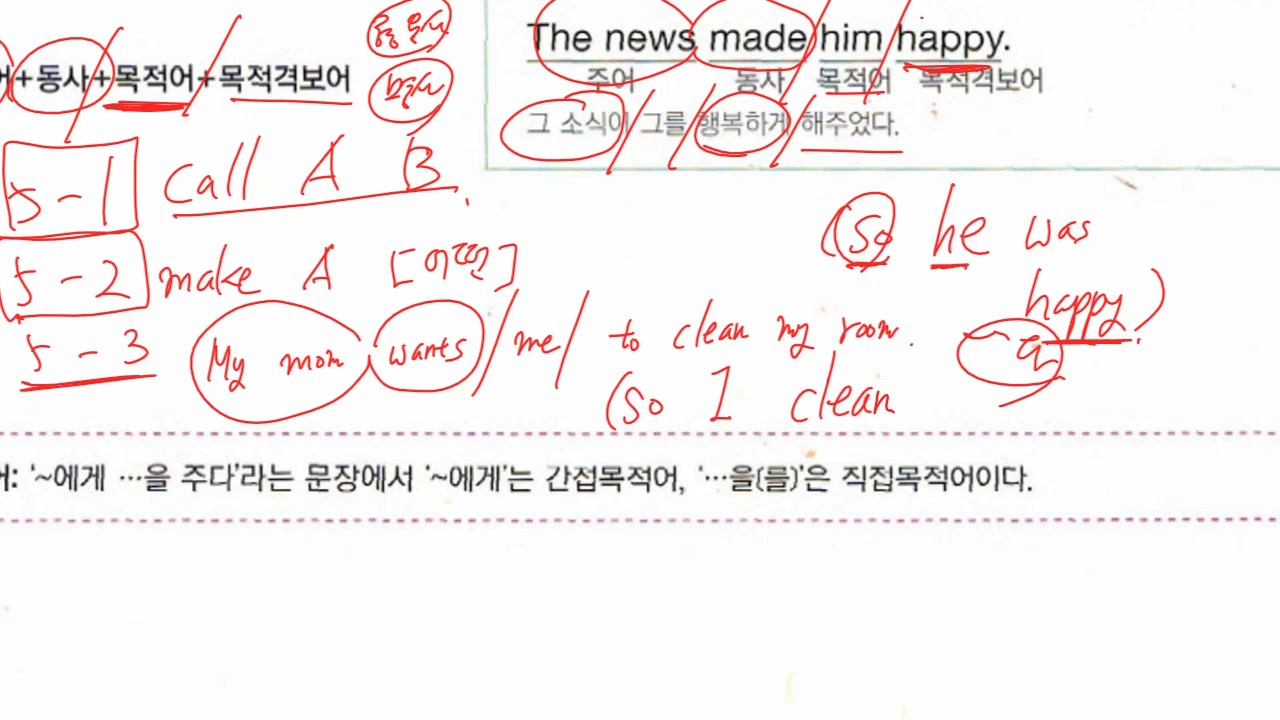 +동사+목적어+목적격보어
The news made him happy.
주어 동사 목적어 목적격보어
그 소식이 그를 행복하게 해주었다.
5-1 call A B
5-2 make A [어떤]
(so he was
happy)
5-3 My mom wants / me / to clean my room.
(so I clean
어: '~에게 …을 주다'라는 문장에서 '~에게'는 간접목적어, '…을(를)'은 직접목적어이다.